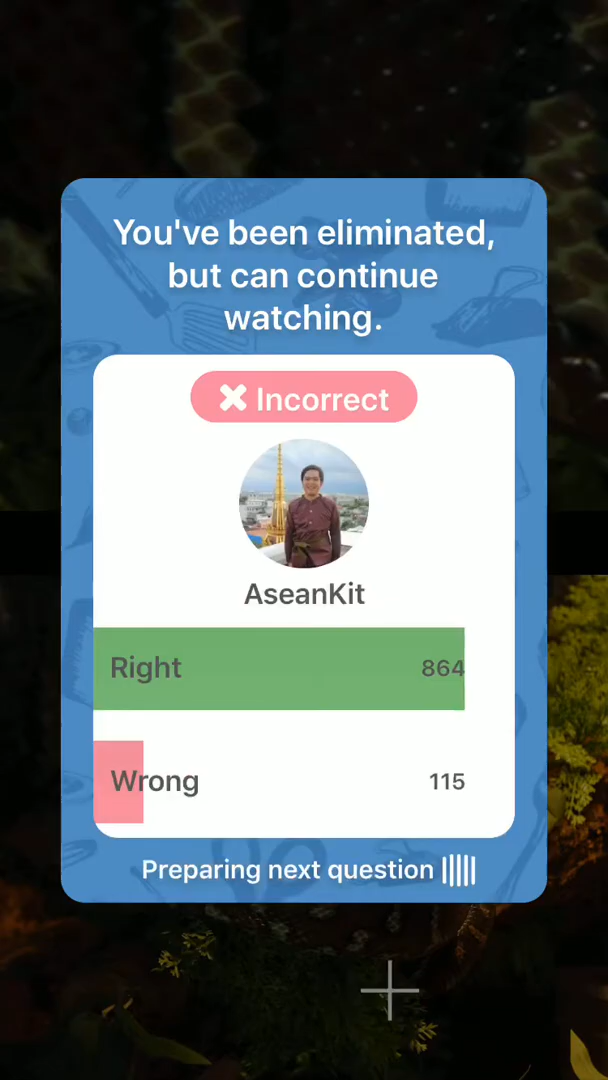 You've been eliminated,
but can continue
watching.
Incorrect
AseanKit
Right 864
Wrong 115
Preparing next question